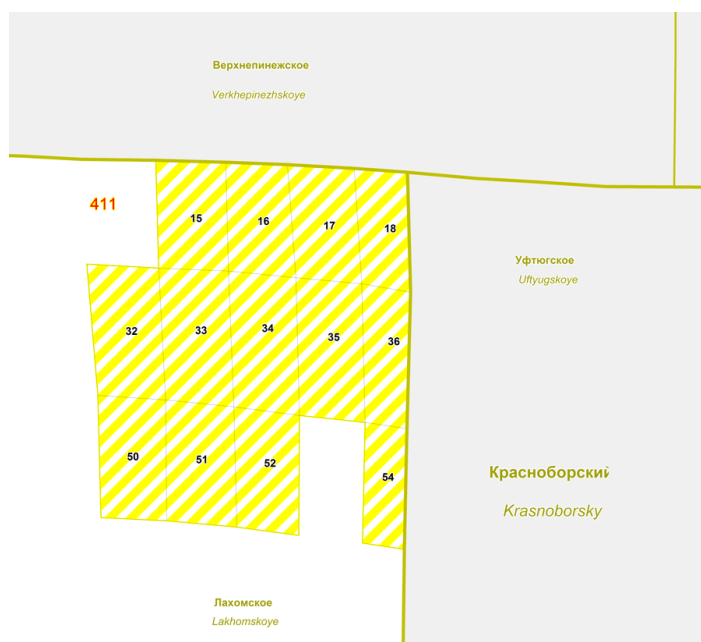 Верхнепинежское
Verkhepinezhskoye
411
15
16
17
18
Уфтюгское
Uftyugskoye
32
33
34
35
36
50
51
52
54
Красноборский
Krasnoborsky
Лахомское
Lakhomskoye